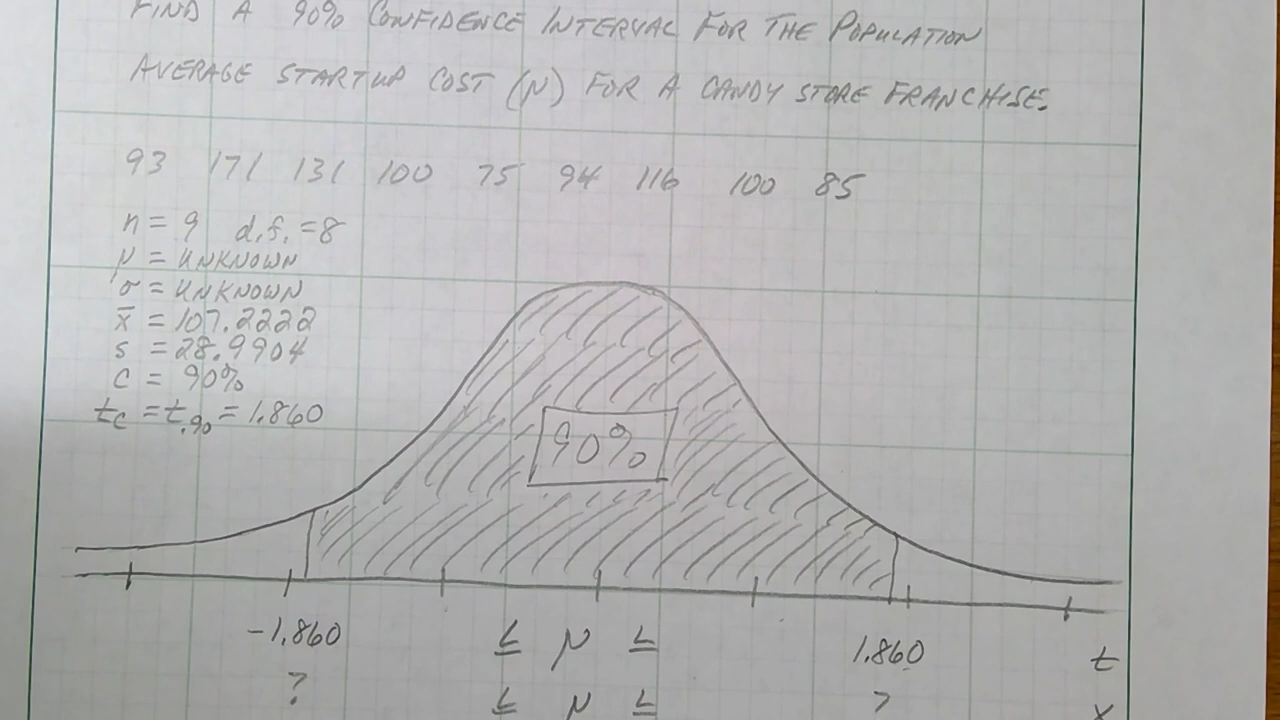 FIND A 90% CONFIDENCE INTERVAL FOR THE POPULATION
AVERAGE STARTUP COST (μ) FOR A CANDY STORE FRANCHISE.
93 171 131 100 75 94 116 100 85
n = 9 d.f. = 8
μ = UNKNOWN
σ = UNKNOWN
x̄ = 107.2222
s = 28.9904
c = 90%
tc = t.90 = 1.860
90%
-1.860 ≤ μ ≤ 1.860 t
? ≤ μ ≤ ? x